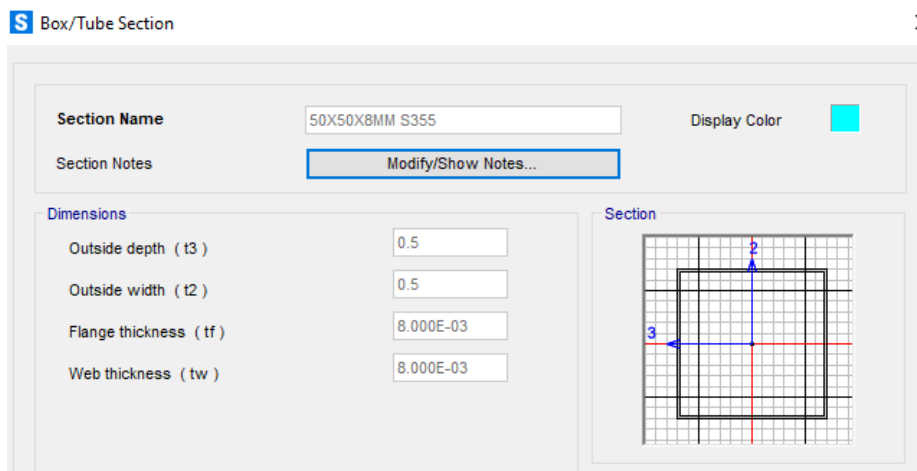 S Box/Tube Section
Section Name 50X50X8MM S355 Display Color
Section Notes Modify/Show Notes...
Dimensions
Outside depth ( t3 ) 0.5
Outside width ( t2 ) 0.5
Flange thickness ( tf ) 8.000E-03
Web thickness ( tw ) 8.000E-03
Section
2
3